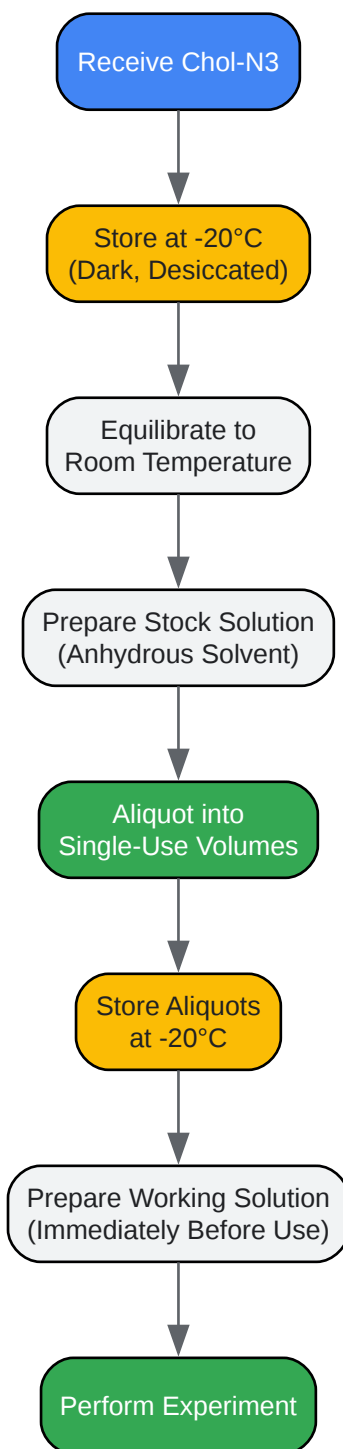 Receive Chol-N3
Store at -20°C
(Dark, Desiccated)
Equilibrate to
Room Temperature
Prepare Stock Solution
(Anhydrous Solvent)
Aliquot into
Single-Use Volumes
Store Aliquots
at -20°C
Prepare Working Solution
(Immediately Before Use)
Perform Experiment